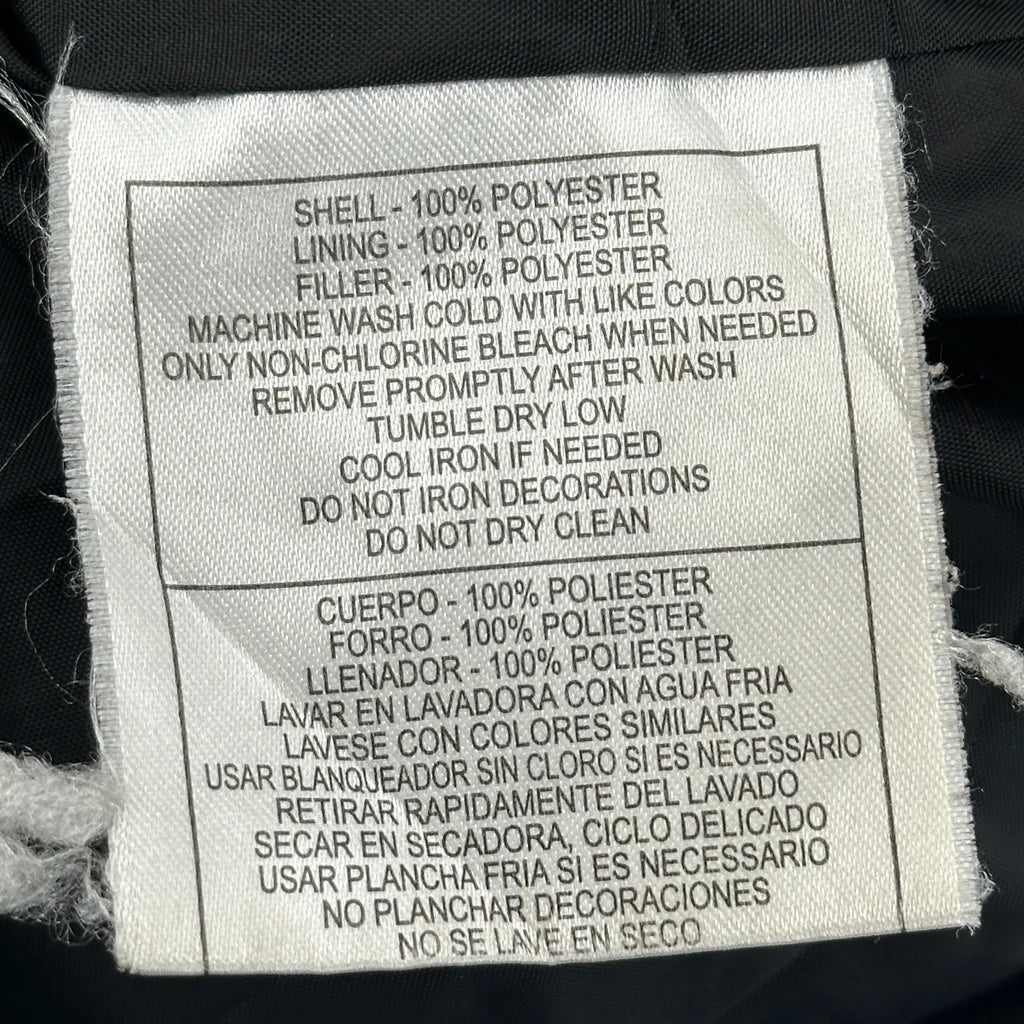 SHELL - 100% POLYESTER
LINING - 100% POLYESTER
FILLER - 100% POLYESTER
MACHINE WASH COLD WITH LIKE COLORS
ONLY NON-CHLORINE BLEACH WHEN NEEDED
REMOVE PROMPTLY AFTER WASH
TUMBLE DRY LOW
COOL IRON IF NEEDED
DO NOT IRON DECORATIONS
DO NOT DRY CLEAN
CUERPO - 100% POLIESTER
FORRO - 100% POLIESTER
LLENADOR - 100% POLIESTER
LAVAR EN LAVADORA CON AGUA FRIA
LAVESE CON COLORES SIMILARES
USAR BLANQUEADOR SIN CLORO SI ES NECESSARIO
RETIRAR RAPIDAMENTE DEL LAVADO
SECAR EN SECADORA, CICLO DELICADO
USAR PLANCHA FRIA SI ES NECESSARIO
NO PLANCHAR DECORACIONES
NO SE LAVE EN SECO